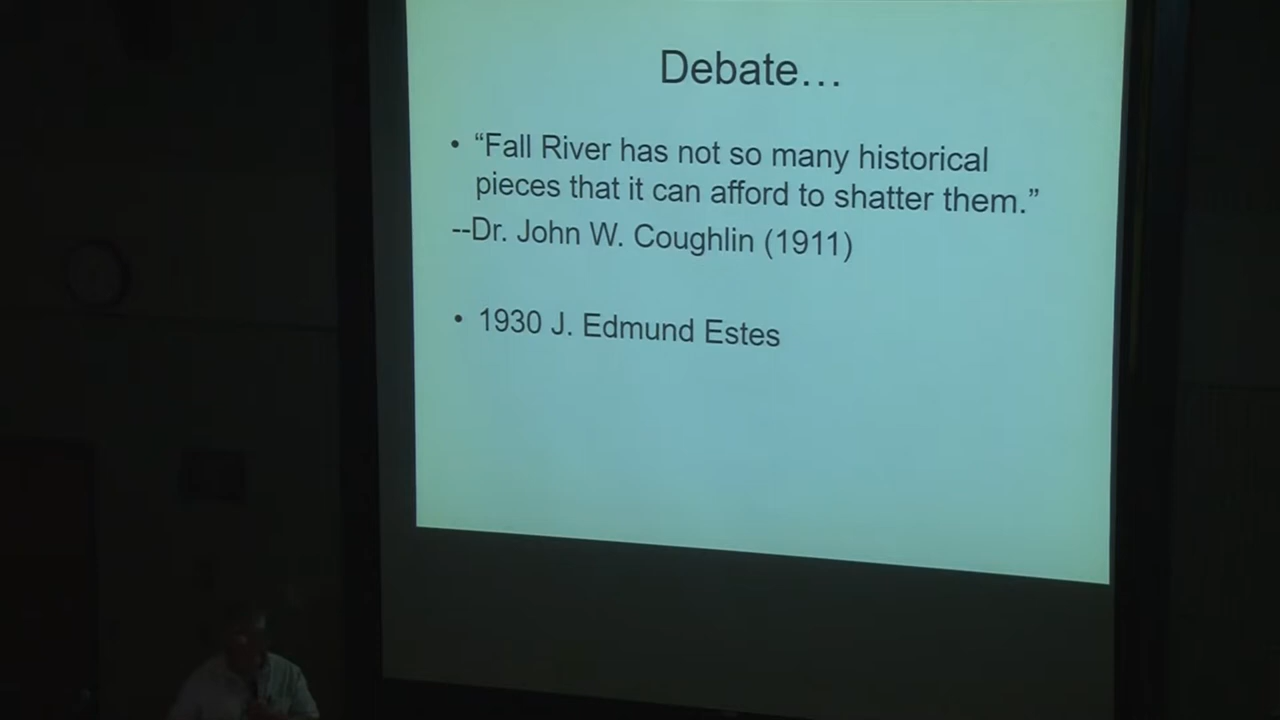 Debate…
• “Fall River has not so many historical
pieces that it can afford to shatter them.”
--Dr. John W. Coughlin (1911)
• 1930 J. Edmund Estes